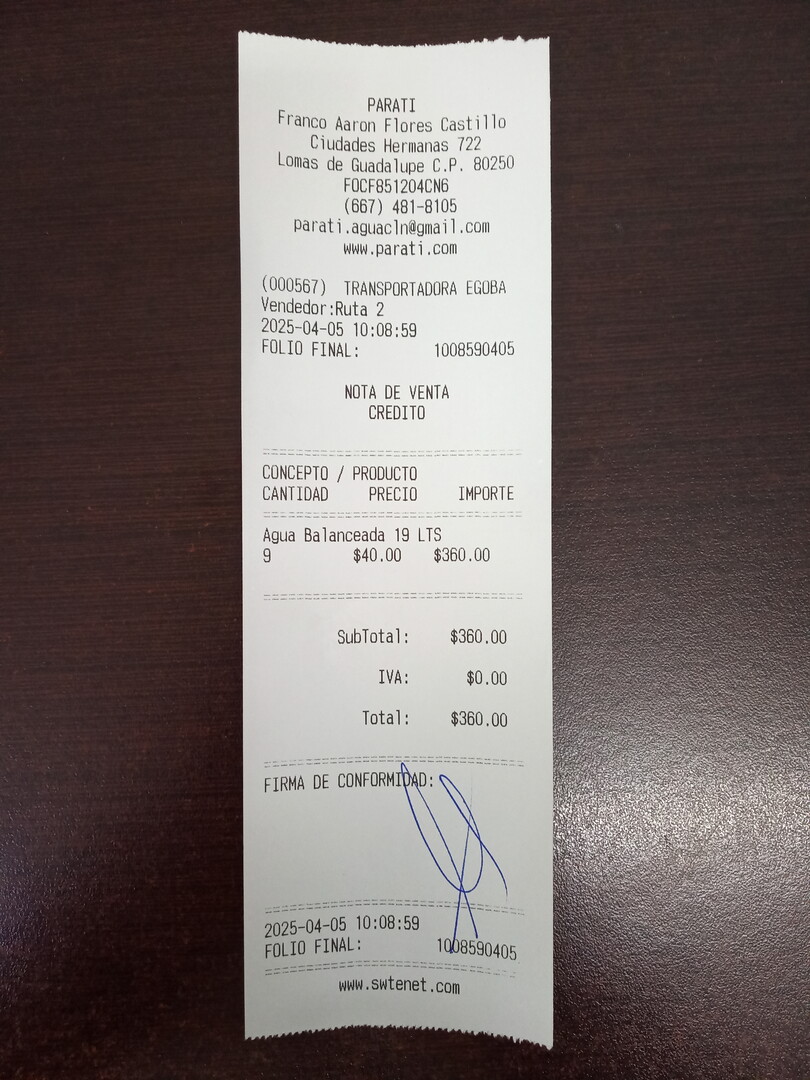 PARATI
Franco Aaron Flores Castillo
Ciudades Hermanas 722
Lomas de Guadalupe C.P. 80250
FOCF851204CN6
(667) 481-8105
parati.aguacln@gmail.com
www.parati.com
(000567) TRANSPORTADORA EGOBA
Vendedor:Ruta 2
2025-04-05 10:08:59
FOLIO FINAL: 1008590405
NOTA DE VENTA
CREDITO
CONCEPTO / PRODUCTO
CANTIDAD PRECIO IMPORTE
Agua Balanceada 19 LTS
9 $40.00 $360.00
SubTotal: $360.00
IVA: $0.00
Total: $360.00
FIRMA DE CONFORMIDAD:
2025-04-05 10:08:59
FOLIO FINAL: 1008590405
www.swtenet.com